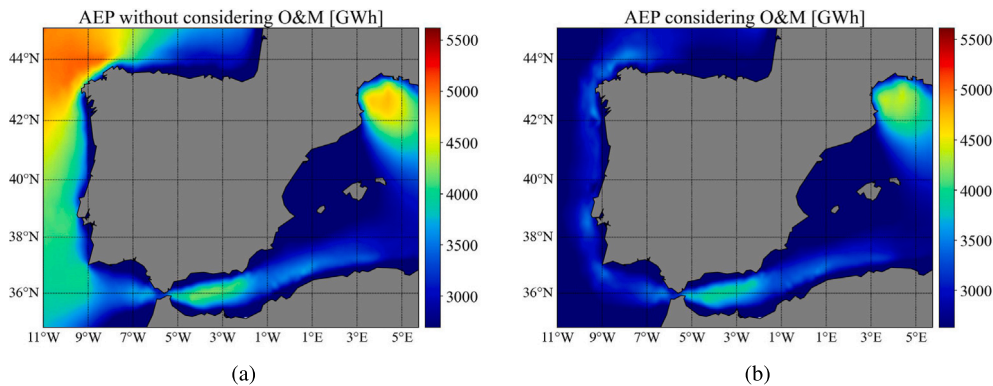 AEP without considering O&M [GWh]
44°N
42°N
40°N
38°N
36°N
11°W 9°W 7°W 5°W 3°W 1°W 1°E 3°E 5°E
5500
5000
4500
4000
3500
3000
(a)
AEP considering O&M [GWh]
44°N
42°N
40°N
38°N
36°N
11°W 9°W 7°W 5°W 3°W 1°W 1°E 3°E 5°E
5500
5000
4500
4000
3500
3000
(b)